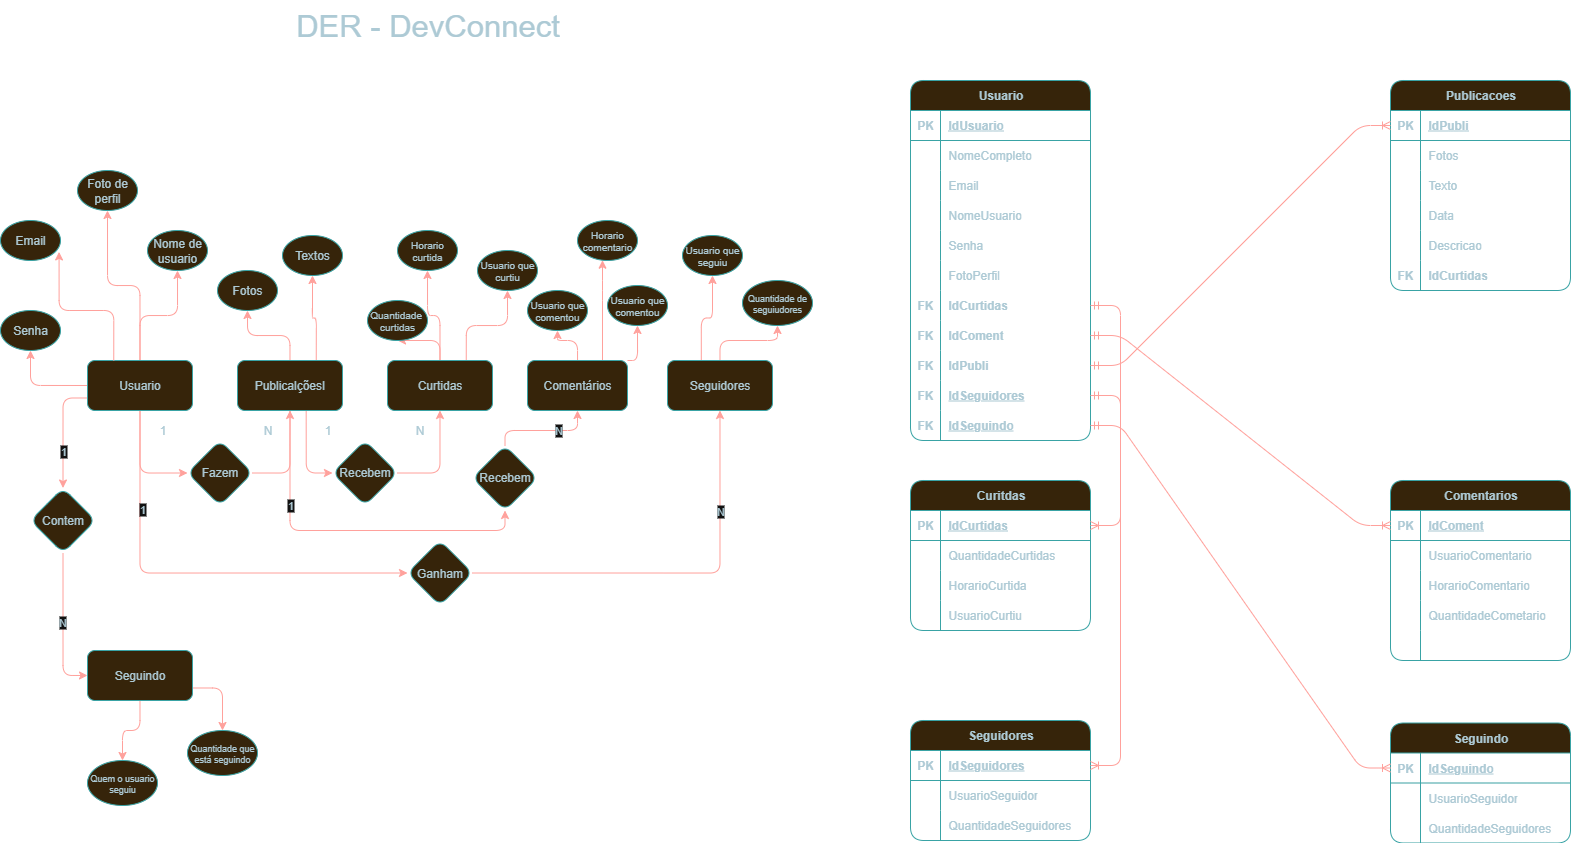 DER - DevConnect
Foto de
perfil
Email
Nome de
usuario
Senha
Fotos
Textos
Horario
curtida
Usuario que
curtiu
Quantidade
curtidas
Horario
comentario
Usuario que
comentou
Usuario que
comentou
Usuario que
seguiu
Quantidade de
seguiudores
Usuario
PublicalçõesI
Curtidas
Comentários
Seguidores
1
N
1
N
N
1
Fazem
Recebem
Recebem
Contem
1
1
N
Ganham
N
Seguindo
Quantidade que
está seguindo
Quem o usuario
seguiu
Usuario
PK IdUsuario
NomeCompleto
Email
NomeUsuario
Senha
FotoPerfil
FK IdCurtidas
FK IdComent
FK IdPubli
FK IdSeguidores
FK IdSeguindo
Publicacoes
PK IdPubli
Fotos
Texto
Data
Descricao
FK IdCurtidas
Curitdas
PK IdCurtidas
QuantidadeCurtidas
HorarioCurtida
UsuarioCurtiu
Comentarios
PK IdComent
UsuarioComentario
HorarioComentario
QuantidadeCometario
Seguidores
PK IdSeguidores
UsuarioSeguidor
QuantidadeSeguidores
Seguindo
PK IdSeguindo
UsuarioSeguidor
QuantidadeSeguidores